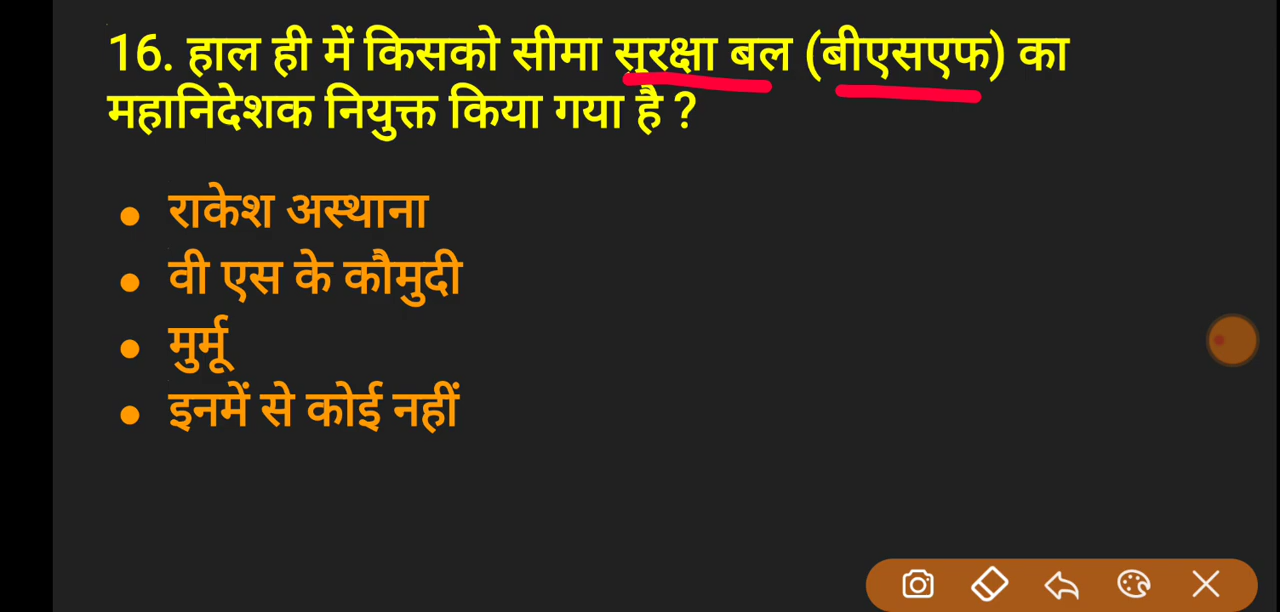 16. हाल ही में किसको सीमा सुरक्षा बल (बीएसएफ) का
महानिदेशक नियुक्त किया गया है ?
राकेश अस्थाना
वी एस के कौमुदी
मुर्मू
इनमें से कोई नहीं